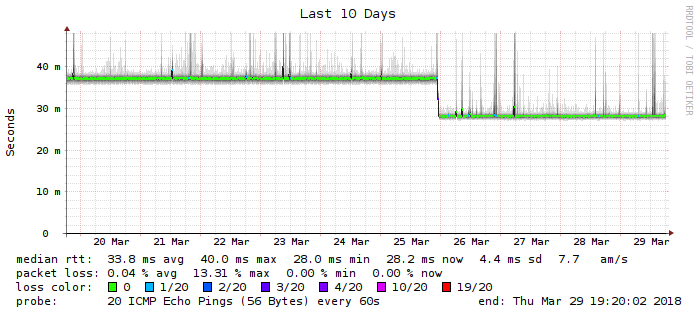 Last 10 Days
RRDTOOL / TOBI OETIKER
Seconds
40 m
30 m
20 m
10 m
0
20 Mar 21 Mar 22 Mar 23 Mar 24 Mar 25 Mar 26 Mar 27 Mar 28 Mar 29 Mar
median rtt: 33.8 ms avg 40.0 ms max 28.0 ms min 28.2 ms now 4.4 ms sd 7.7 am/s
packet loss: 0.04 % avg 13.31 % max 0.00 % min 0.00 % now
loss color: 0 1/20 2/20 3/20 4/20 10/20 19/20
probe: 20 ICMP Echo Pings (56 Bytes) every 60s end: Thu Mar 29 19:20:02 2018